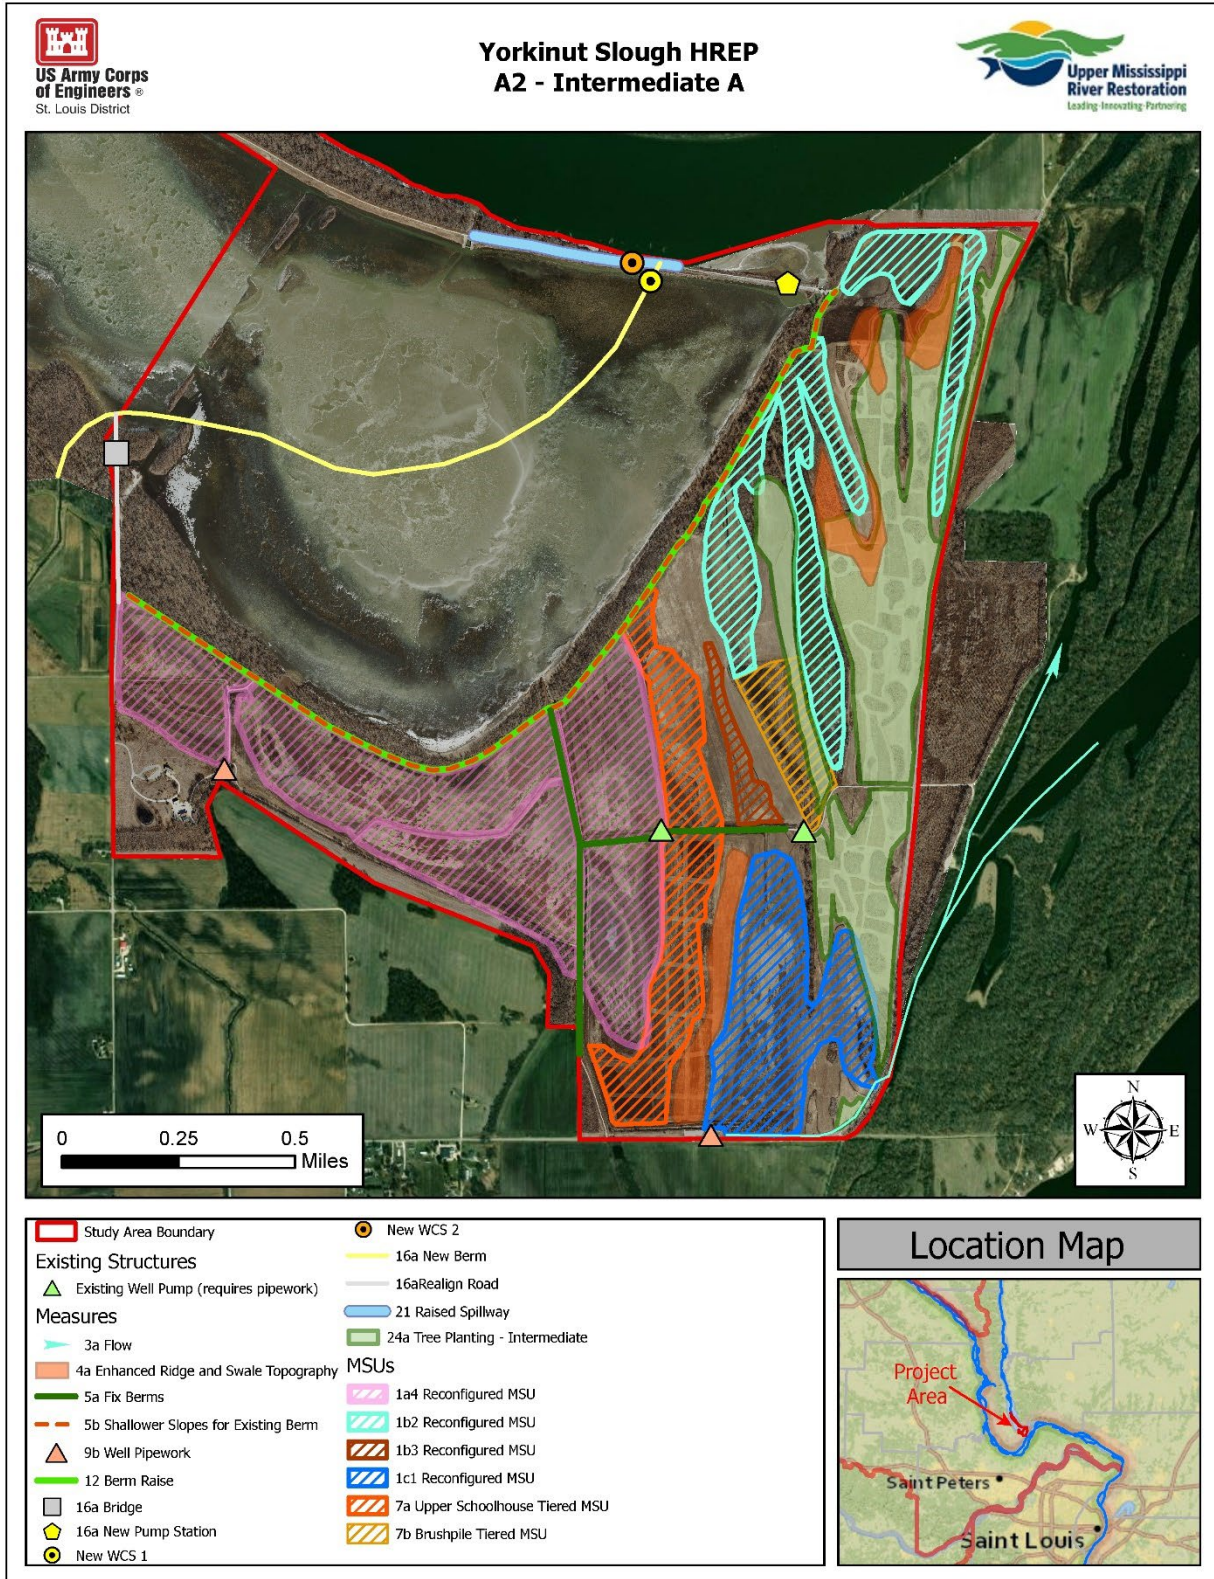 US Army Corps
of Engineers ®
St. Louis District
Yorkinut Slough HREP
A2 - Intermediate A
Upper Mississippi
River Restoration
Leading-Innovating-Partnering
0 0.25 0.5
Miles
N
W E
S
Study Area Boundary
Existing Structures
Existing Well Pump (requires pipework)
Measures
3a Flow
4a Enhanced Ridge and Swale Topography
5a Fix Berms
5b Shallower Slopes for Existing Berm
9b Well Pipework
12 Berm Raise
16a Bridge
16a New Pump Station
New WCS 1
New WCS 2
16a New Berm
16aRealign Road
21 Raised Spillway
24a Tree Planting - Intermediate
MSUs
1a4 Reconfigured MSU
1b2 Reconfigured MSU
1b3 Reconfigured MSU
1c1 Reconfigured MSU
7a Upper Schoolhouse Tiered MSU
7b Brushpile Tiered MSU
Location Map
Project
Area
Saint Peters
Saint Louis